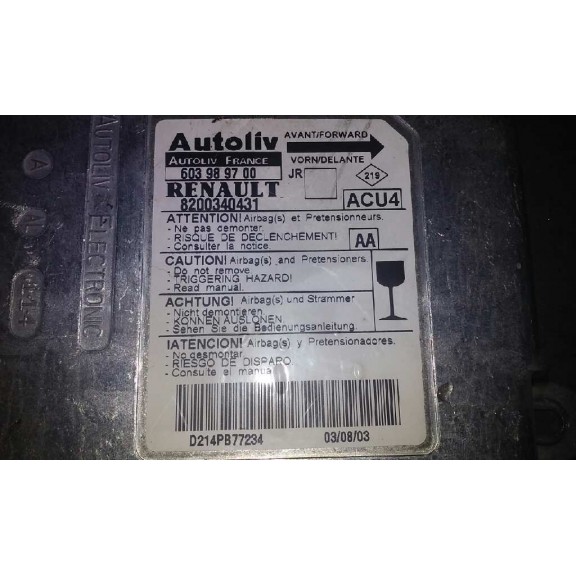 Autoliv
AVANT/FORWARD
AUTOLIV FRANCE
VORN/DELANTE
603 98 97 00
JR
219
RENAULT
8200340431
ACU4
ATTENTION! Airbag(s) et Pretensionneurs.
- Ne pas demonter.
- RISQUE DE DECLENCHEMENT!
- Consulter la notice.
AA
CAUTION! Airbag(s) and Pretensioners.
- Do not remove
- TRIGGERING HAZARD!
- Read manual.
ACHTUNG! Airbag(s) und Strammer
- Nicht demontieren.
- KONNEN AUSLONEN
- Sehen Sie die Bedienungsanleitung.
IATENCION! Airbag(s) y Pretensionadores.
- No desmontar
- RIESGO DE DISPARO
- Consulte el manual
D214PB77234
03/08/03
AUTOLIV ELECTRONIC
A